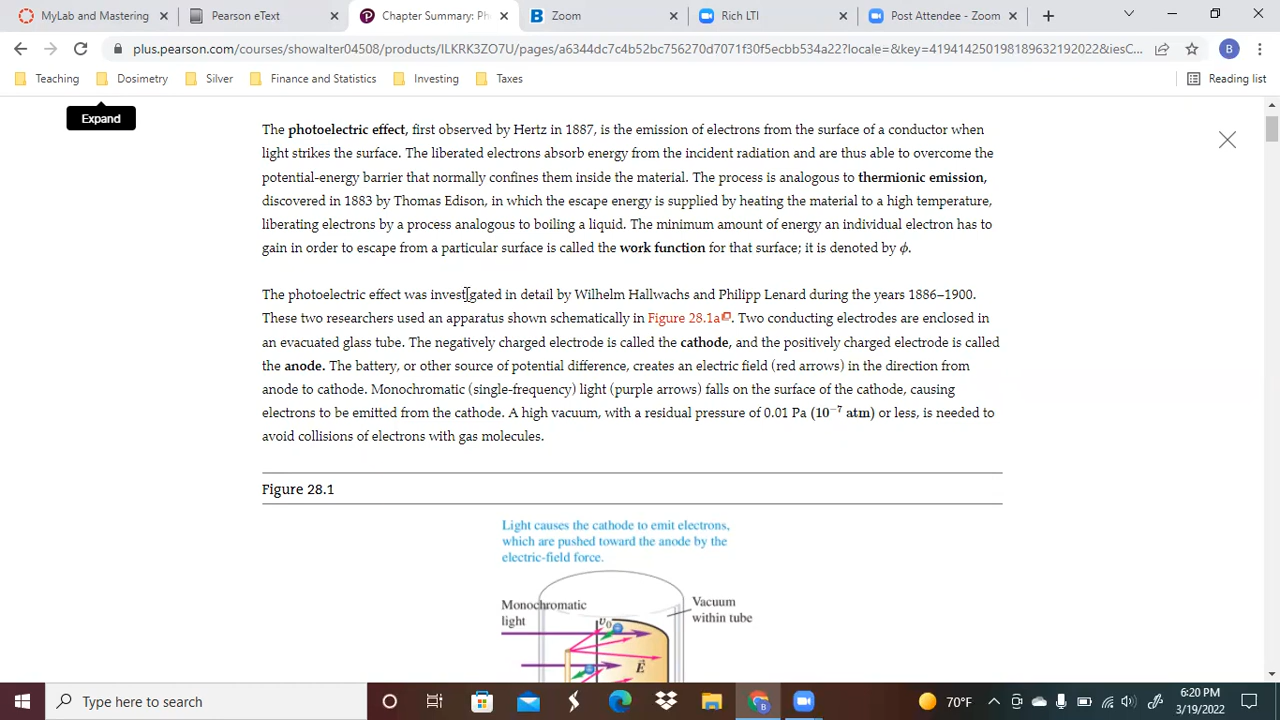 MyLab and Mastering
Pearson eText
Chapter Summary: Ph
Zoom
Rich LTI
Post Attendee - Zoom
plus.pearson.com/courses/showalter04508/products/ILKRK3ZO7U/pages/a6344dc7c4b52bc756270d7071f30f5ecbb534a22?locale=&key=419414250198189632192022&iesC...
B
Teaching
Dosimetry
Silver
Finance and Statistics
Investing
Taxes
Reading list
Expand
The photoelectric effect, first observed by Hertz in 1887, is the emission of electrons from the surface of a conductor when
light strikes the surface. The liberated electrons absorb energy from the incident radiation and are thus able to overcome the
potential-energy barrier that normally confines them inside the material. The process is analogous to thermionic emission,
discovered in 1883 by Thomas Edison, in which the escape energy is supplied by heating the material to a high temperature,
liberating electrons by a process analogous to boiling a liquid. The minimum amount of energy an individual electron has to
gain in order to escape from a particular surface is called the work function for that surface; it is denoted by ϕ.
The photoelectric effect was investigated in detail by Wilhelm Hallwachs and Philipp Lenard during the years 1886–1900.
These two researchers used an apparatus shown schematically in Figure 28.1a. Two conducting electrodes are enclosed in
an evacuated glass tube. The negatively charged electrode is called the cathode, and the positively charged electrode is called
the anode. The battery, or other source of potential difference, creates an electric field (red arrows) in the direction from
anode to cathode. Monochromatic (single-frequency) light (purple arrows) falls on the surface of the cathode, causing
electrons to be emitted from the cathode. A high vacuum, with a residual pressure of 0.01 Pa (10⁻⁷ atm) or less, is needed to
avoid collisions of electrons with gas molecules.
Figure 28.1
Light causes the cathode to emit electrons,
which are pushed toward the anode by the
electric-field force.
Monochromatic
light
Vacuum
within tube
υ₀
E⃗
Type here to search
70°F
6:20 PM
3/19/2022